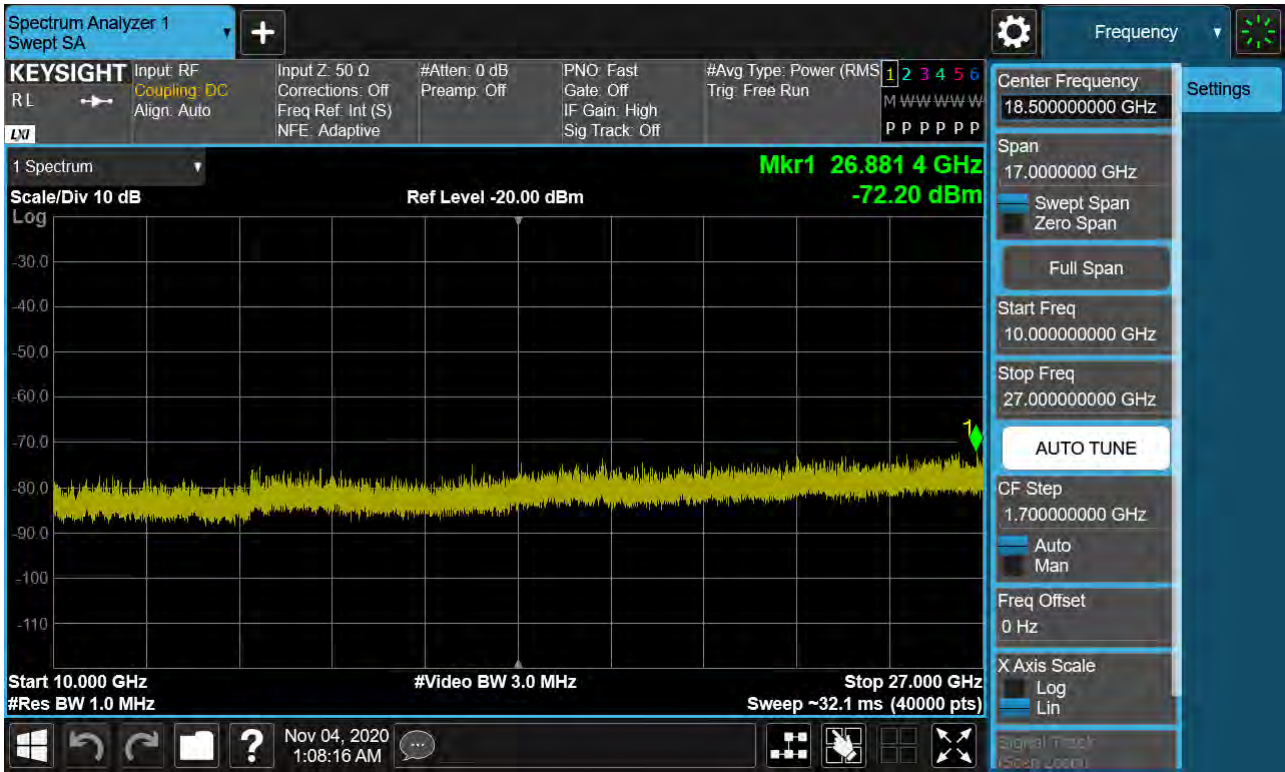 Spectrum Analyzer 1
Swept SA
Frequency
KEYSIGHT
RL
LXI
Input: RF
Coupling: DC
Align: Auto
Input Z: 50 Ω
Corrections: Off
Freq Ref: Int (S)
NFE: Adaptive
#Atten: 0 dB
Preamp: Off
PNO: Fast
Gate: Off
IF Gain: High
Sig Track: Off
#Avg Type: Power (RMS
Trig: Free Run
1 2 3 4 5 6
M W W W W W
P P P P P P
Center Frequency
18.500000000 GHz
Settings
Span
17.0000000 GHz
Swept Span
Zero Span
Full Span
Start Freq
10.000000000 GHz
Stop Freq
27.000000000 GHz
AUTO TUNE
CF Step
1.700000000 GHz
Auto
Man
Freq Offset
0 Hz
X Axis Scale
Log
Lin
Signal Track
(Span Zoom)
1 Spectrum
Mkr1 26.881 4 GHz
-72.20 dBm
Scale/Div 10 dB
Ref Level -20.00 dBm
Log
-30.0
-40.0
-50.0
-60.0
-70.0
1
-80.0
-90.0
-100
-110
Start 10.000 GHz
#Video BW 3.0 MHz
Stop 27.000 GHz
#Res BW 1.0 MHz
Sweep ~32.1 ms (40000 pts)
Nov 04, 2020
1:08:16 AM